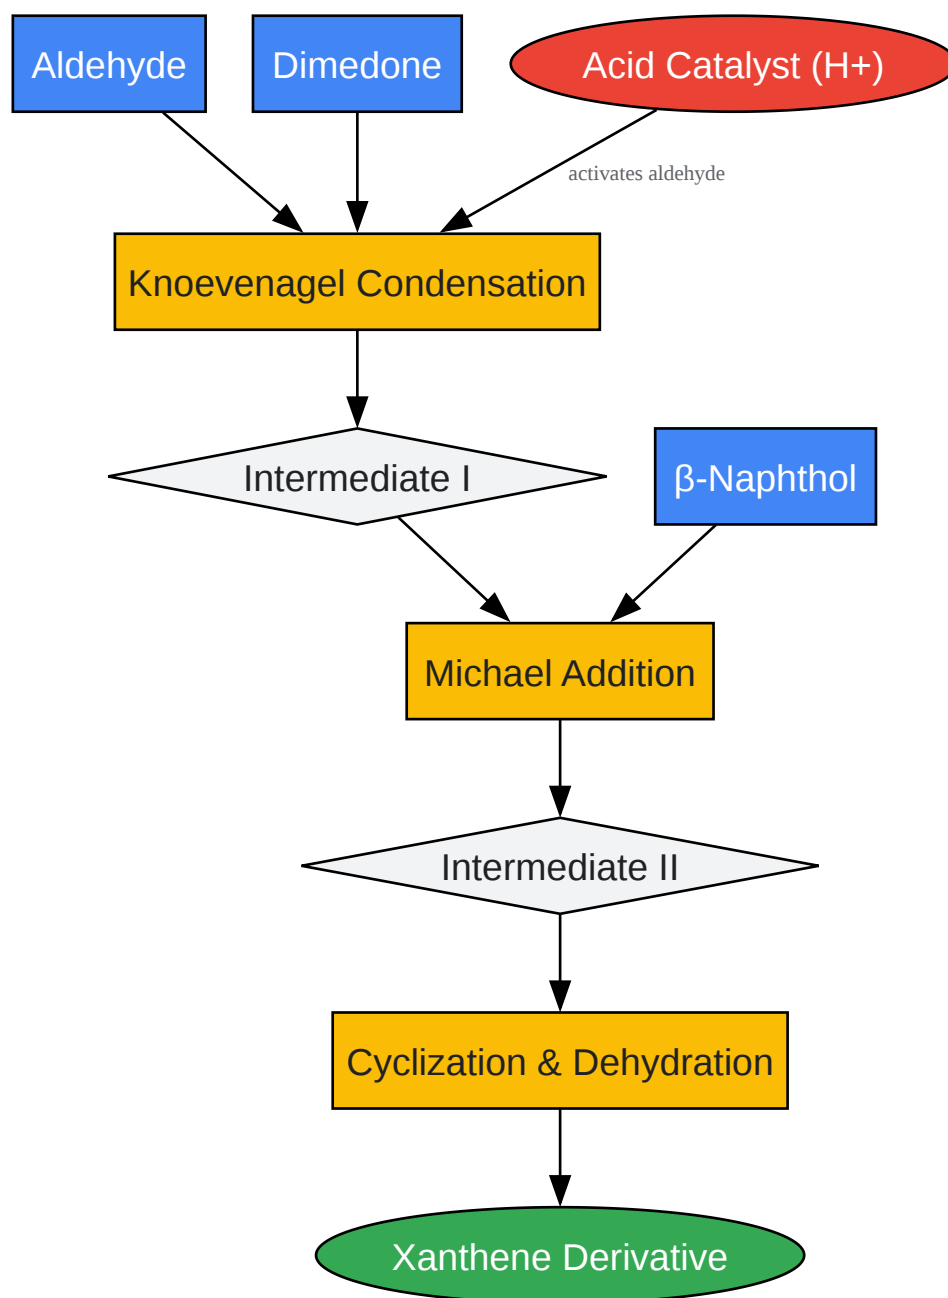 Aldehyde
Dimedone
Acid Catalyst (H+)
activates aldehyde
Knoevenagel Condensation
Intermediate I
β-Naphthol
Michael Addition
Intermediate II
Cyclization & Dehydration
Xanthene Derivative